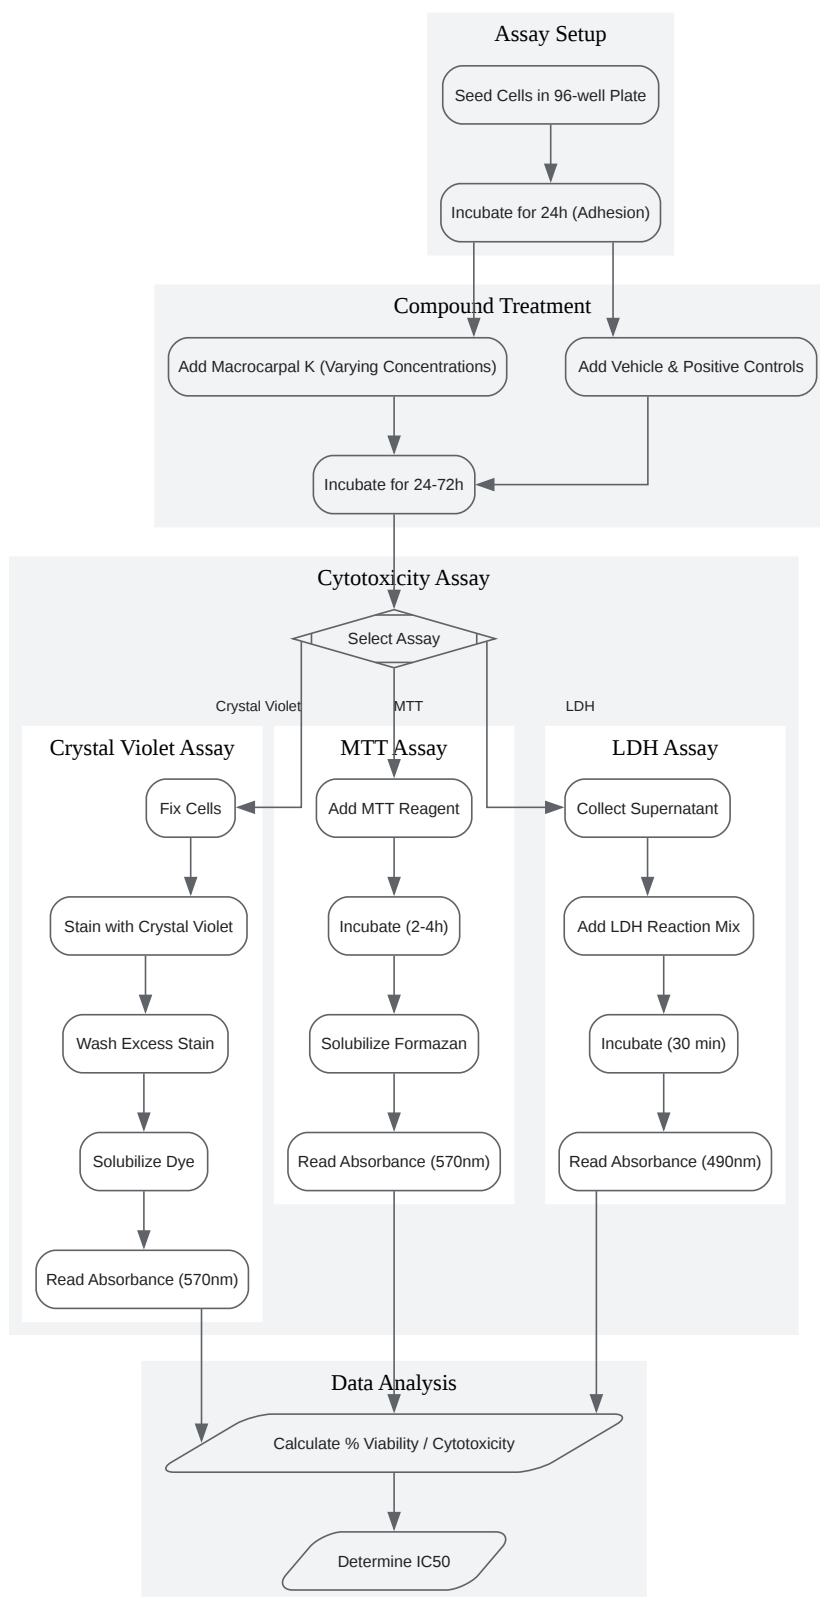 Assay Setup
Seed Cells in 96-well Plate
Incubate for 24h (Adhesion)
Compound Treatment
Add Macrocarpal K (Varying Concentrations)
Add Vehicle & Positive Controls
Incubate for 24-72h
Cytotoxicity Assay
Select Assay
Crystal Violet
MTT
LDH
Crystal Violet Assay
Fix Cells
Stain with Crystal Violet
Wash Excess Stain
Solubilize Dye
Read Absorbance (570nm)
MTT Assay
Add MTT Reagent
Incubate (2-4h)
Solubilize Formazan
Read Absorbance (570nm)
LDH Assay
Collect Supernatant
Add LDH Reaction Mix
Incubate (30 min)
Read Absorbance (490nm)
Data Analysis
Calculate % Viability / Cytotoxicity
Determine IC50